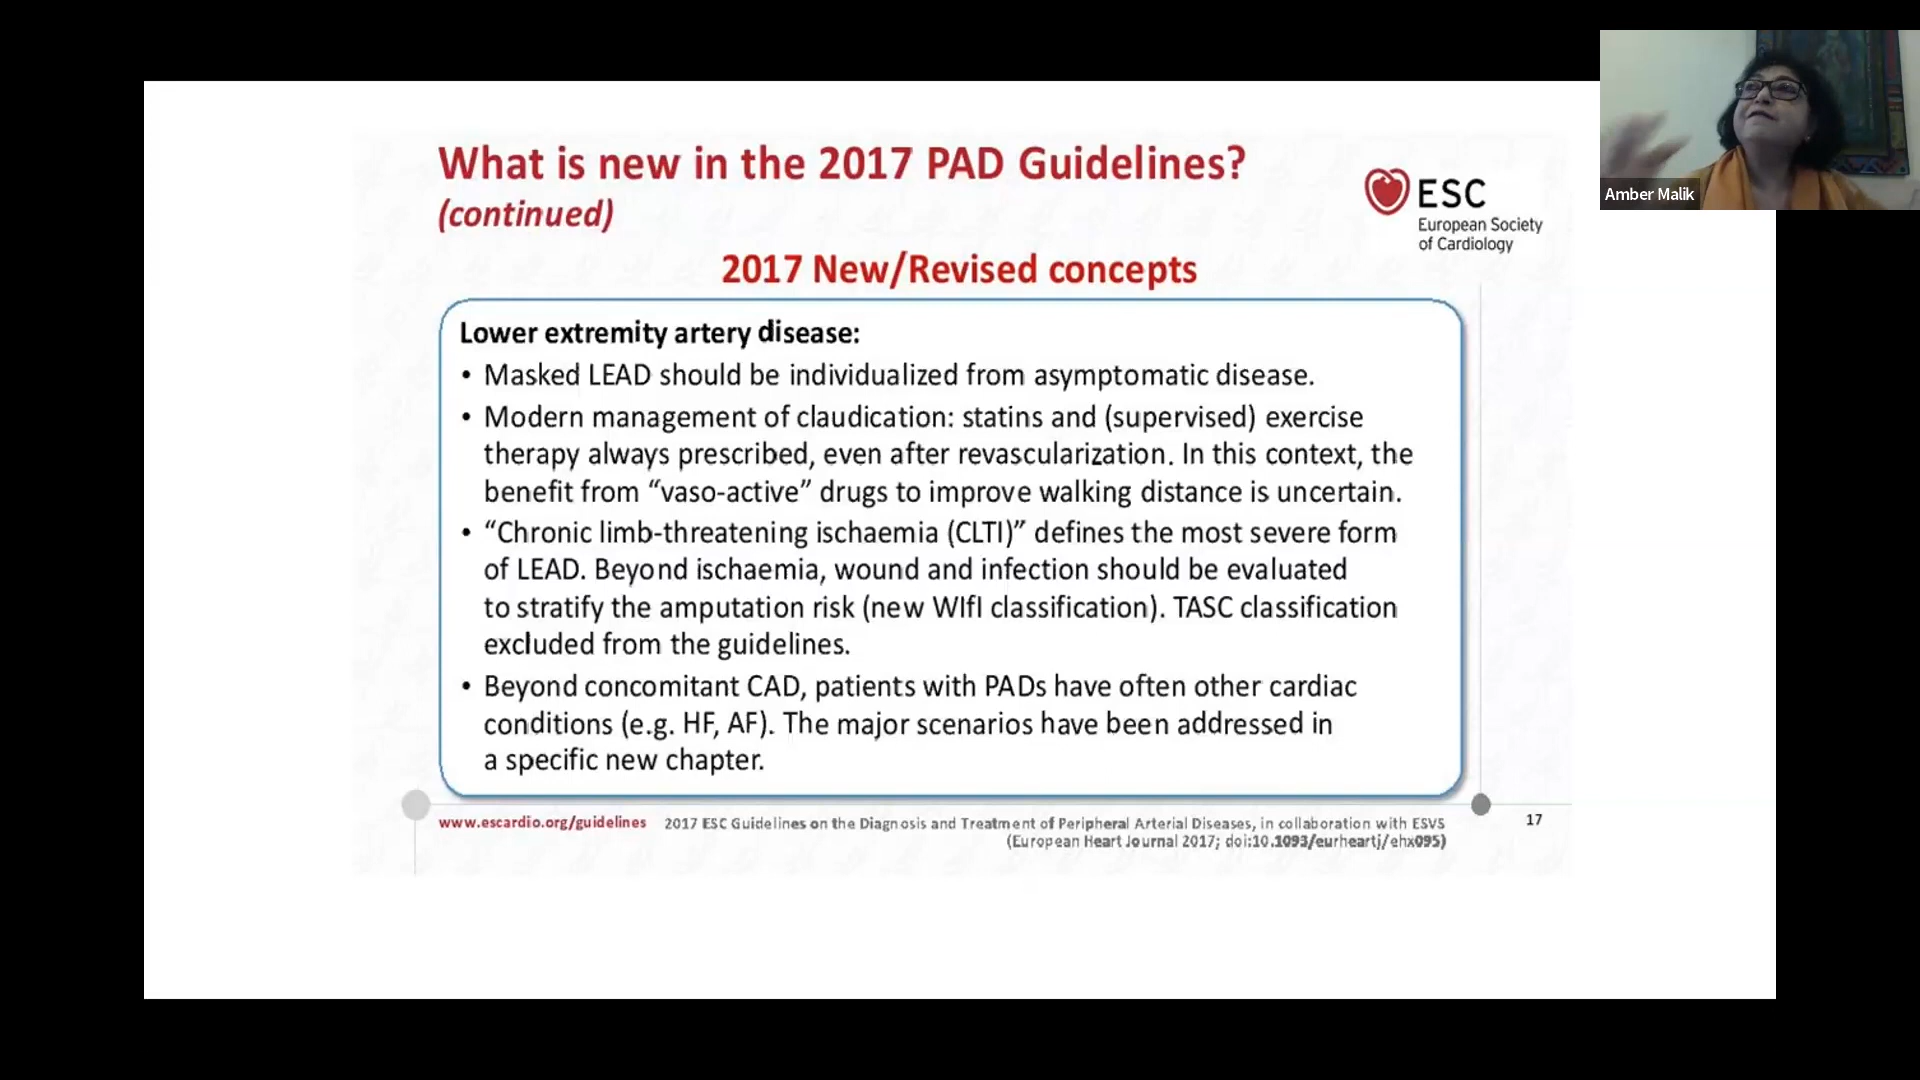 What is new in the 2017 PAD Guidelines?
(continued)
ESC
European Society
of Cardiology
Amber Malik
2017 New/Revised concepts
Lower extremity artery disease:
• Masked LEAD should be individualized from asymptomatic disease.
• Modern management of claudication: statins and (supervised) exercise
therapy always prescribed, even after revascularization. In this context, the
benefit from “vaso-active” drugs to improve walking distance is uncertain.
• “Chronic limb-threatening ischaemia (CLTI)” defines the most severe form
of LEAD. Beyond ischaemia, wound and infection should be evaluated
to stratify the amputation risk (new WIfI classification). TASC classification
excluded from the guidelines.
• Beyond concomitant CAD, patients with PADs have often other cardiac
conditions (e.g. HF, AF). The major scenarios have been addressed in
a specific new chapter.
www.escardio.org/guidelines 2017 ESC Guidelines on the Diagnosis and Treatment of Peripheral Arterial Diseases, in collaboration with ESVS
(European Heart Journal 2017; doi:10.1093/eurheartj/ehx095)
17